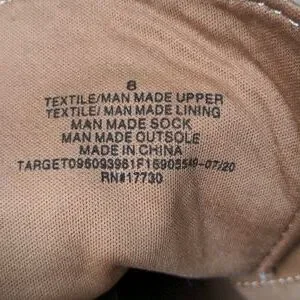 8
TEXTILE/MAN MADE UPPER
TEXTILE/ MAN MADE LINING
MAN MADE SOCK
MAN MADE OUTSOLE
MADE IN CHINA
TARGET095093961F16905549-07/20
RN#17730